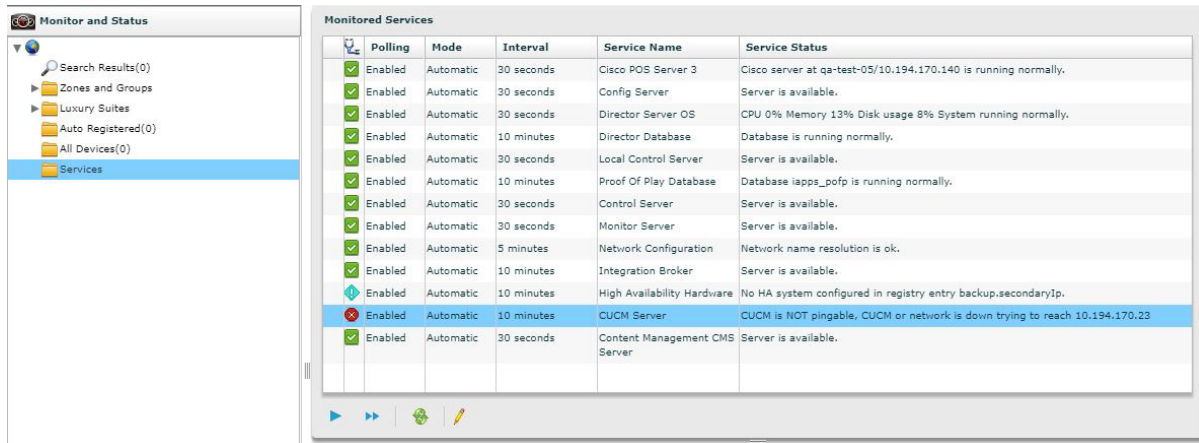 Monitor and Status
Search Results(0)
Zones and Groups
Luxury Suites
Auto Registered(0)
All Devices(0)
Services
Monitored Services
Polling Mode Interval Service Name Service Status
Enabled Automatic 30 seconds Cisco POS Server 3 Cisco server at qa-test-05/10.194.170.140 is running normally.
Enabled Automatic 30 seconds Config Server Server is available.
Enabled Automatic 30 seconds Director Server OS CPU 0% Memory 13% Disk usage 8% System running normally.
Enabled Automatic 10 minutes Director Database Database is running normally.
Enabled Automatic 30 seconds Local Control Server Server is available.
Enabled Automatic 10 minutes Proof Of Play Database Database iapps_pofp is running normally.
Enabled Automatic 30 seconds Control Server Server is available.
Enabled Automatic 30 seconds Monitor Server Server is available.
Enabled Automatic 5 minutes Network Configuration Network name resolution is ok.
Enabled Automatic 10 minutes Integration Broker Server is available.
Enabled Automatic 10 minutes High Availability Hardware No HA system configured in registry entry backup.secondaryIp.
Enabled Automatic 10 minutes CUCM Server CUCM is NOT pingable, CUCM or network is down trying to reach 10.194.170.23
Enabled Automatic 30 seconds Content Management CMS Server is available.
Server